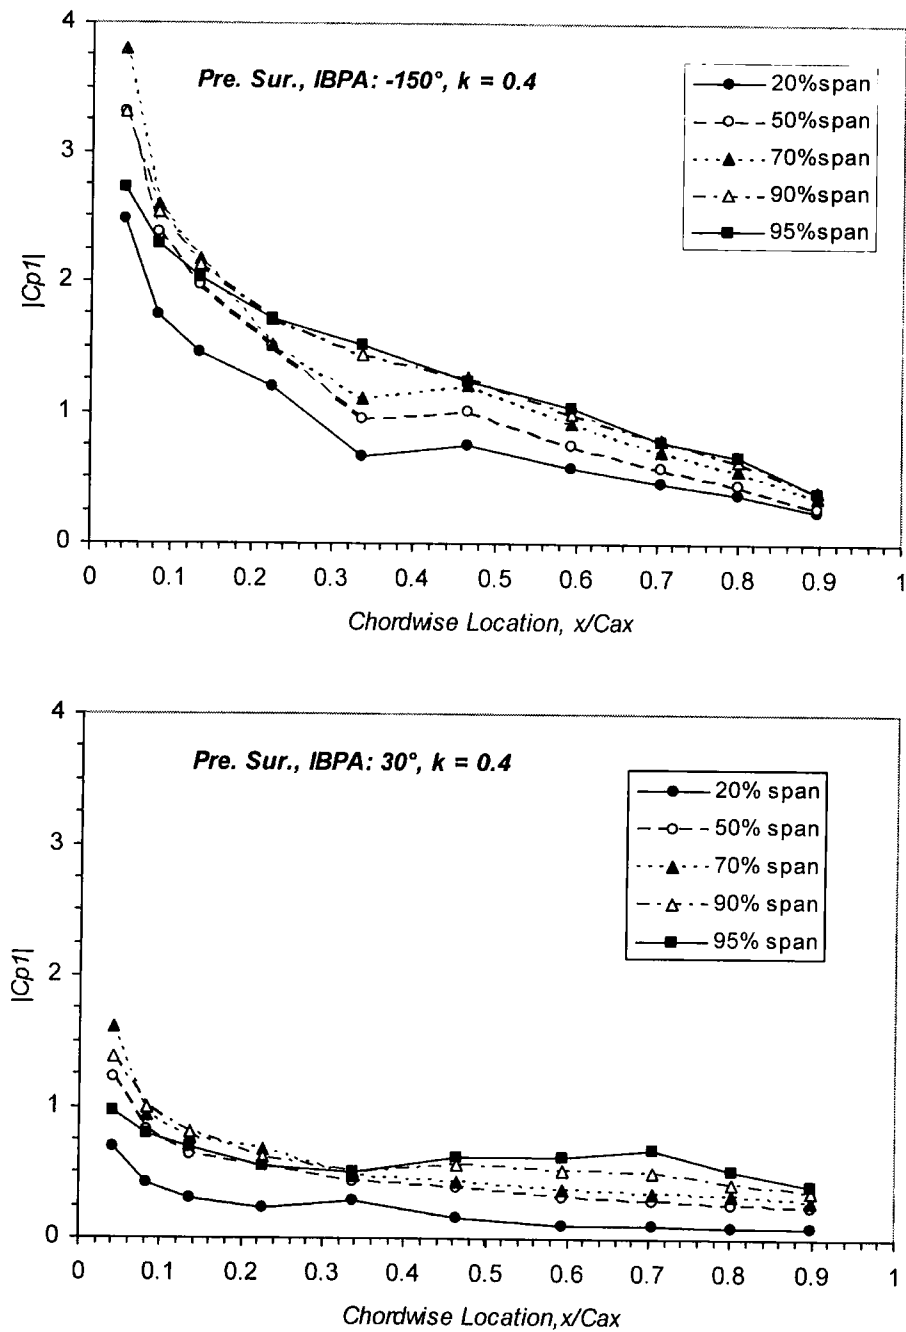 Pre. Sur., IBPA: -150°, k = 0.4
20%span
50%span
70%span
90%span
95%span
|Cp1|
4
3
2
1
0
0 0.1 0.2 0.3 0.4 0.5 0.6 0.7 0.8 0.9 1
Chordwise Location, x/Cax
Pre. Sur., IBPA: 30°, k = 0.4
20% span
50% span
70% span
90% span
95% span
|Cp1|
4
3
2
1
0
0 0.1 0.2 0.3 0.4 0.5 0.6 0.7 0.8 0.9 1
Chordwise Location,x/Cax